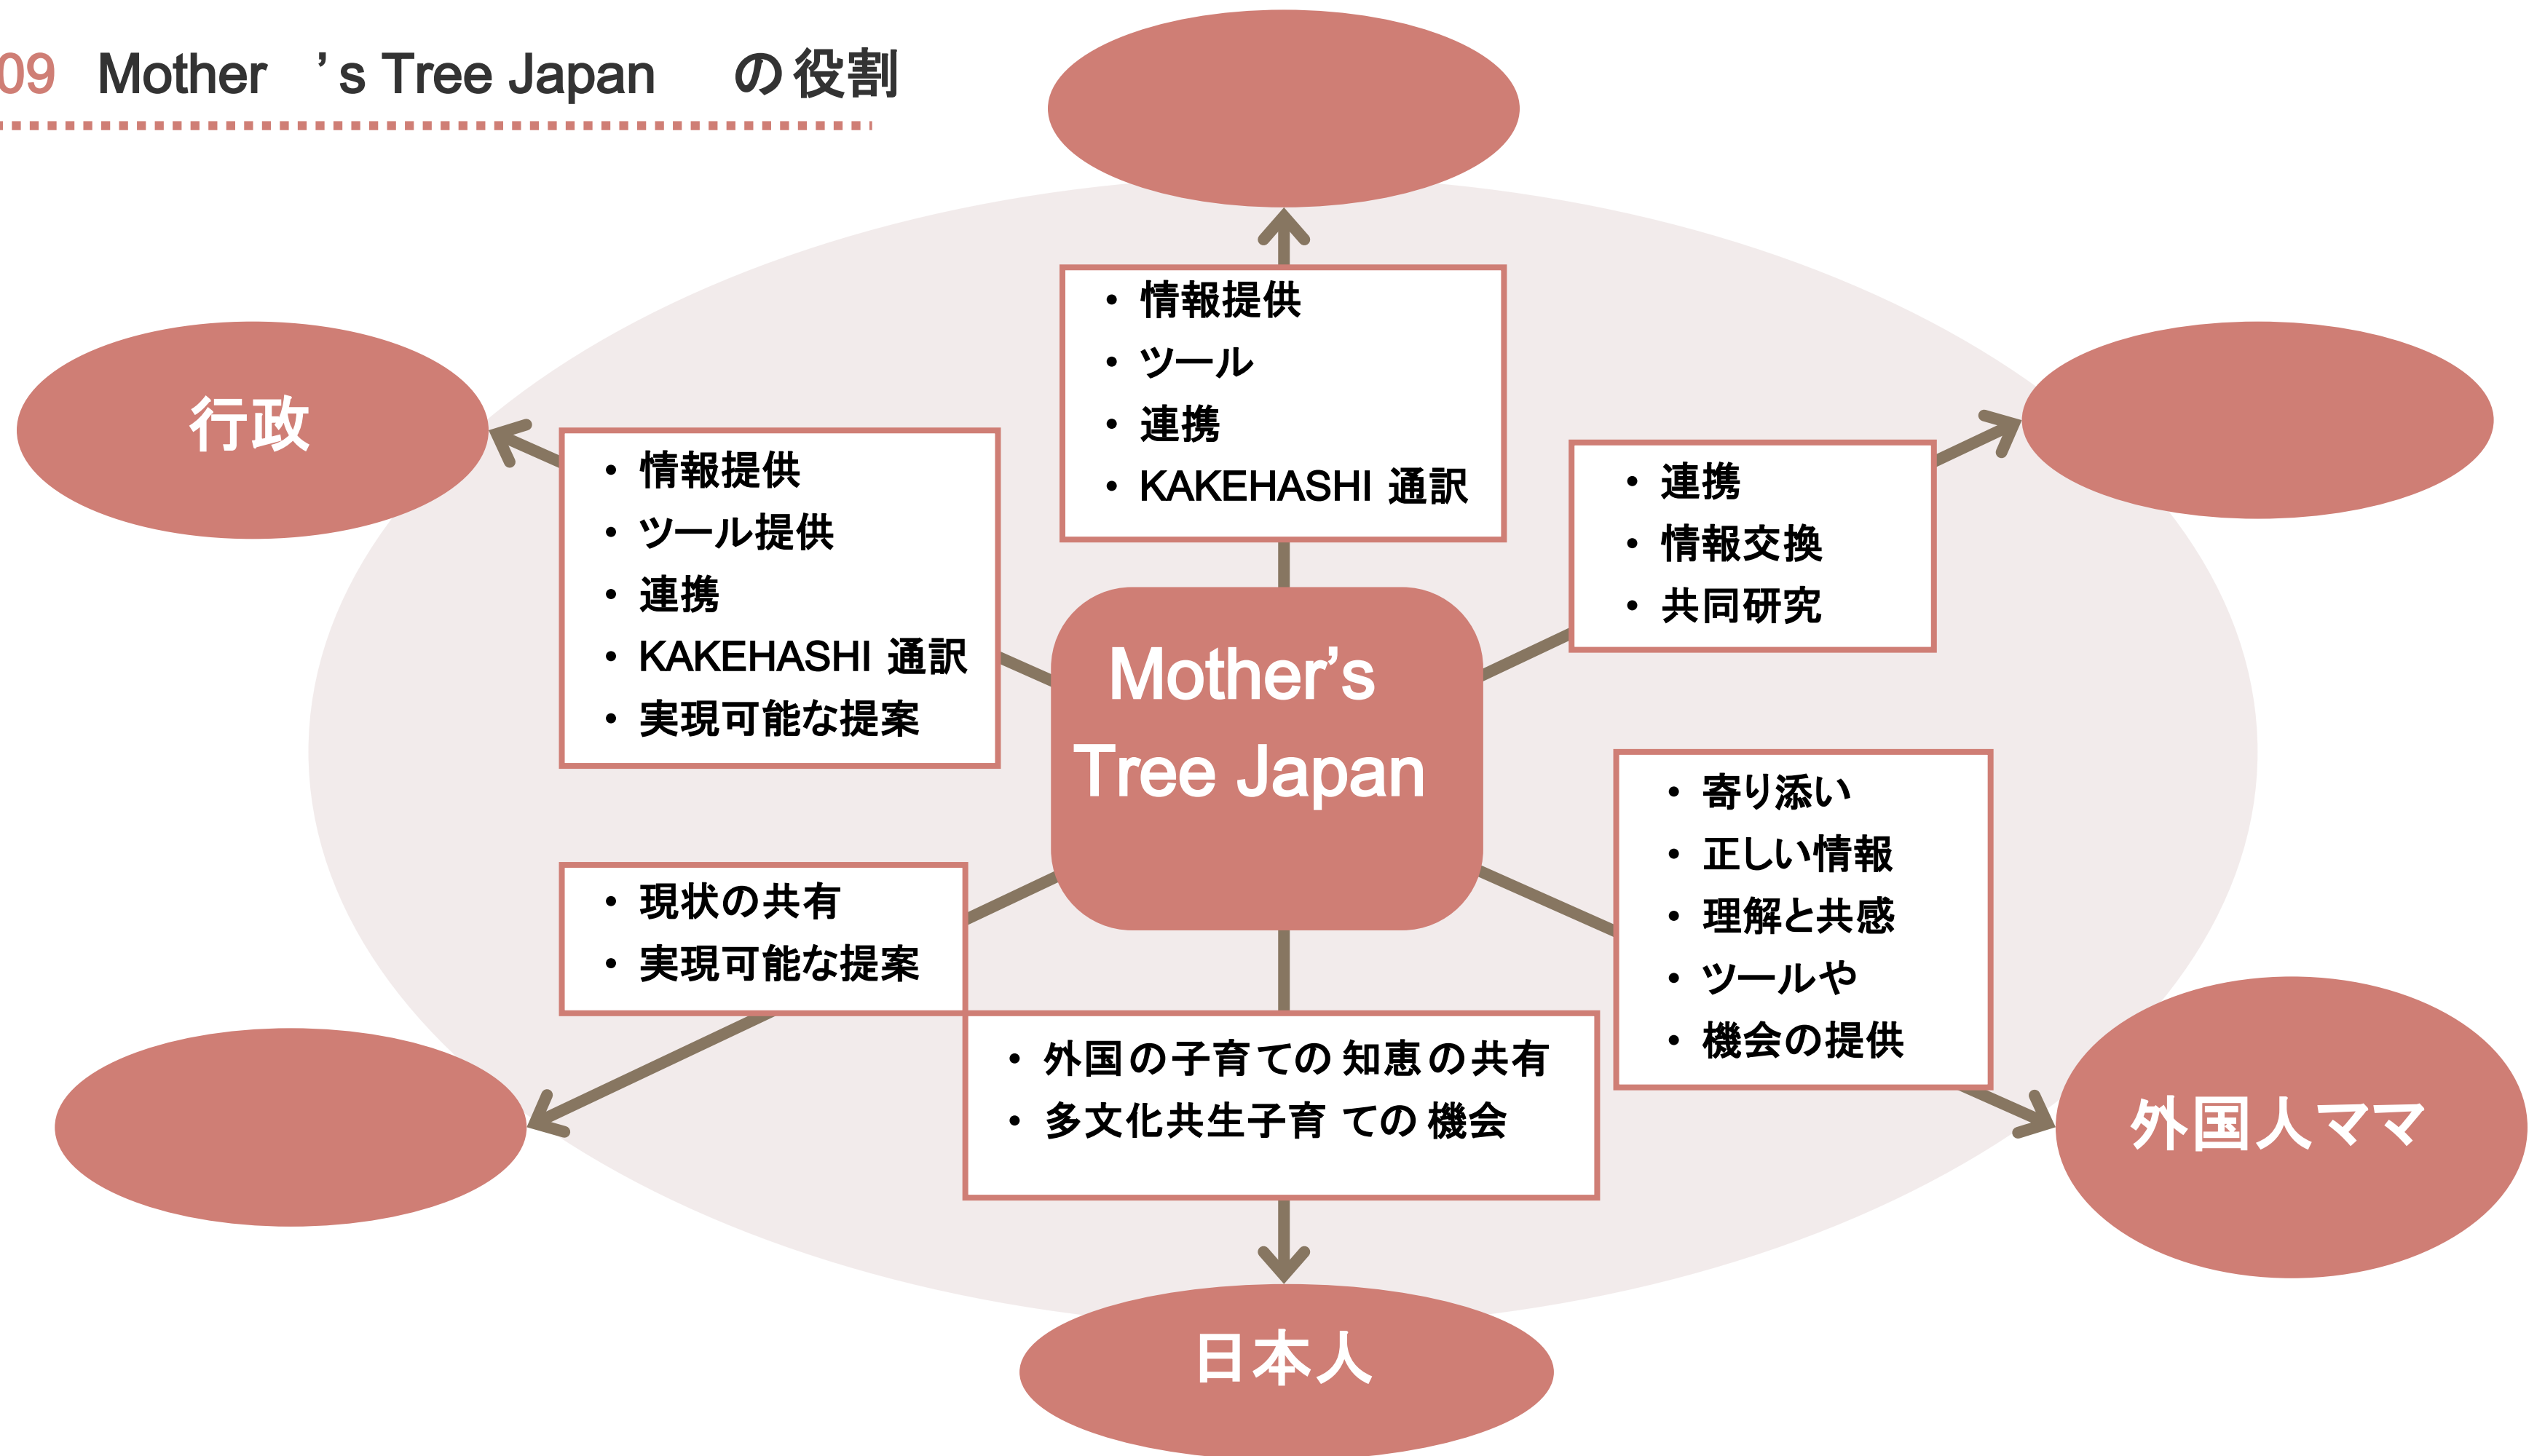 09 Mother ’s Tree Japan の役割
・情報提供
・ツール
・連携
・KAKEHASHI 通訳
行政
・情報提供
・ツール提供
・連携
・KAKEHASHI 通訳
・実現可能な提案
・連携
・情報交換
・共同研究
Mother’s
Tree Japan
・寄り添い
・正しい情報
・理解と共感
・ツールや
・機会の提供
・現状の共有
・実現可能な提案
・外国の子育ての知恵の共有
・多文化共生子育ての機会
外国人ママ
日本人